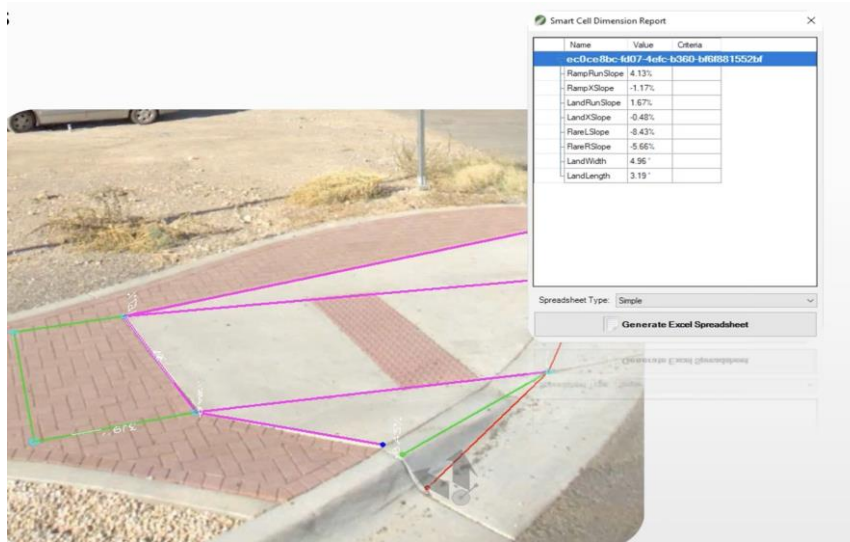 Smart Cell Dimension Report
Name Value Criteria
ec0ce8bc-fd07-4efc-b360-bf6f881552bf
RampRunSlope 4.13%
RampXSlope -1.17%
LandRunSlope 1.67%
LandXSlope -0.48%
FlareLSlope -8.43%
FlareRSlope -5.66%
LandWidth 4.96 '
LandLength 3.19 '
Spreadsheet Type: Simple
Generate Excel Spreadsheet